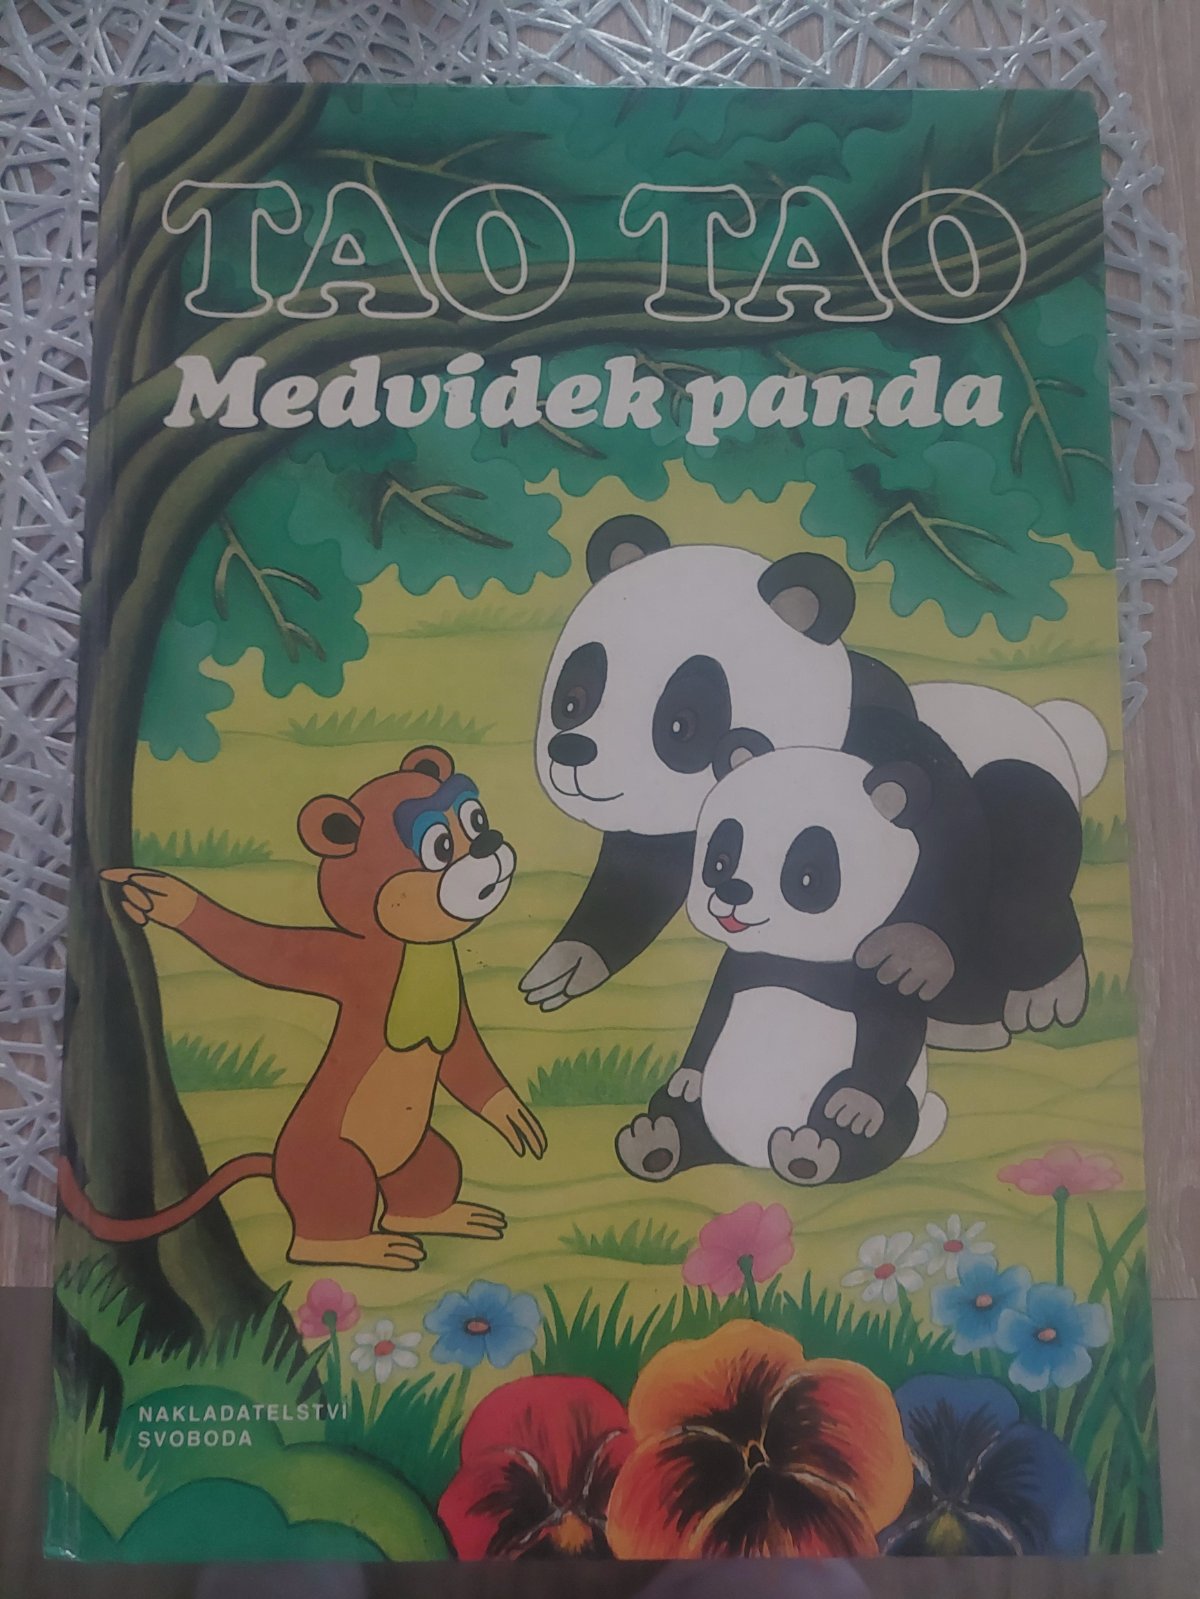 TAO TAO
Medvídek panda
NAKLADATELSTVÍ
SVOBODA